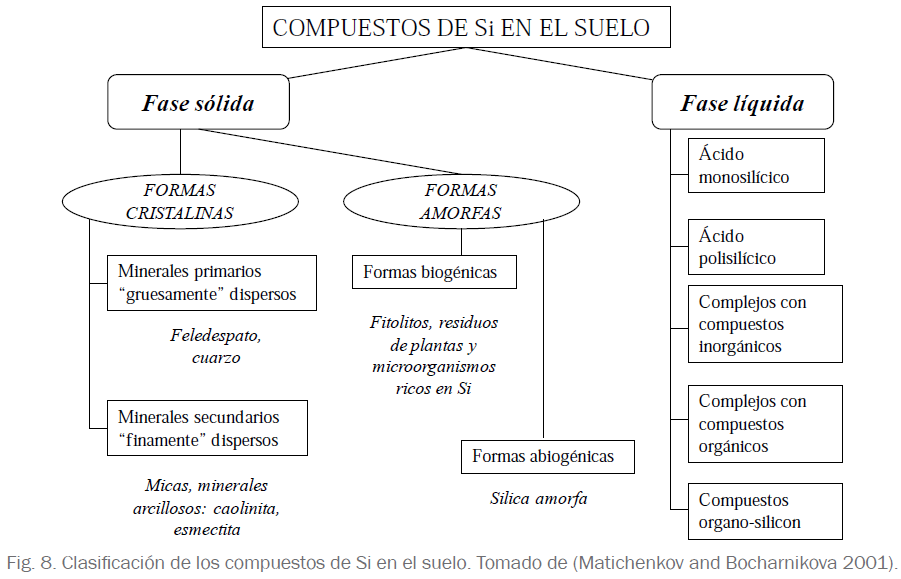 COMPUESTOS DE Si EN EL SUELO
Fase sólida
Fase líquida
FORMAS
CRISTALINAS
Minerales primarios
“gruesamente” dispersos
Feledespato,
cuarzo
Minerales secundarios
“finamente” dispersos
Micas, minerales
arcillosos: caolinita,
esmectita
FORMAS
AMORFAS
Formas biogénicas
Fitolitos, residuos
de plantas y
microorganismos
ricos en Si
Formas abiogénicas
Silica amorfa
Ácido
monosilícico
Ácido
polisilícico
Complejos con
compuestos
inorgánicos
Complejos con
compuestos
orgánicos
Compuestos
organo-silicon
Fig. 8. Clasificación de los compuestos de Si en el suelo. Tomado de (Matichenkov and Bocharnikova 2001).